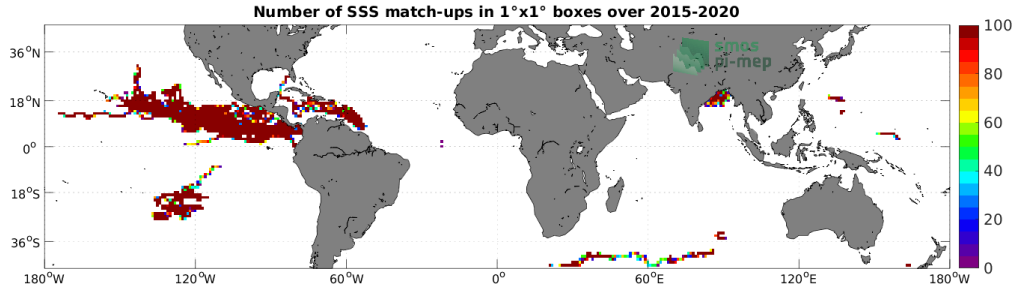 Number of SSS match-ups in 1°x1° boxes over 2015-2020
smos
pi-mep
36°N
18°N
0°
18°S
36°S
180°W
120°W
60°W
0°
60°E
120°E
180°W
100
80
60
40
20
0